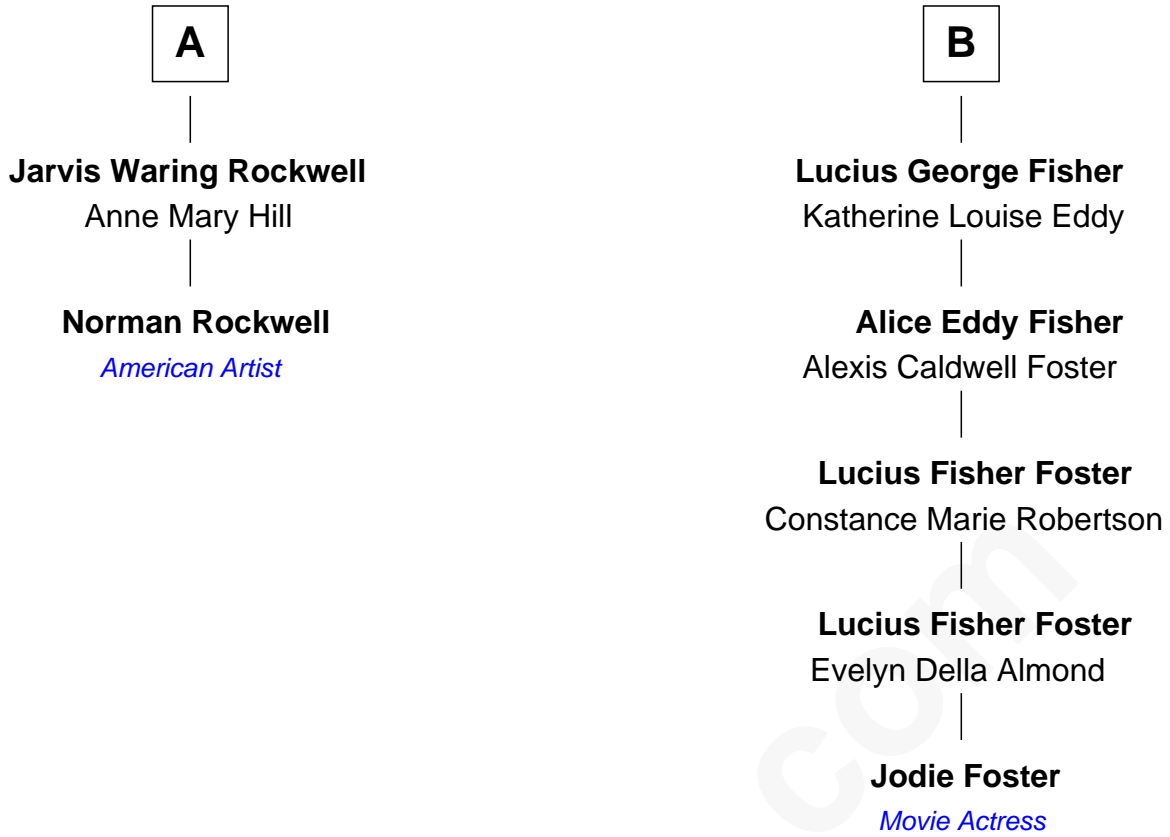 A
Jarvis Waring Rockwell
Anne Mary Hill
Norman Rockwell
American Artist
B
Lucius George Fisher
Katherine Louise Eddy
Alice Eddy Fisher
Alexis Caldwell Foster
Lucius Fisher Foster
Constance Marie Robertson
Lucius Fisher Foster
Evelyn Della Almond
Jodie Foster
Movie Actress
com